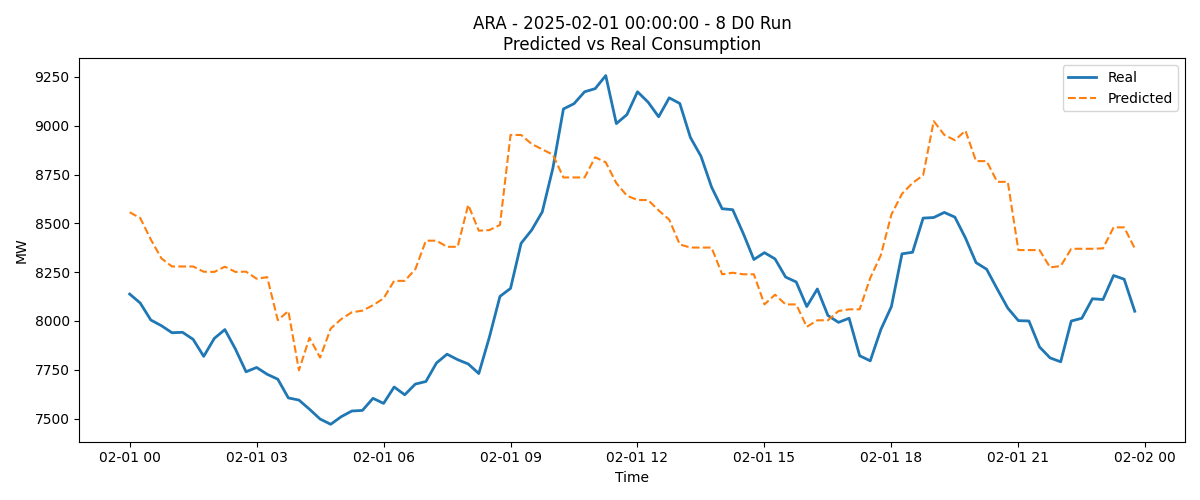 ARA - 2025-02-01 00:00:00 - 8 D0 Run
Predicted vs Real Consumption
Real
Predicted
MW
9250
9000
8750
8500
8250
8000
7750
7500
02-01 00
02-01 03
02-01 06
02-01 09
02-01 12
02-01 15
02-01 18
02-01 21
02-02 00
Time